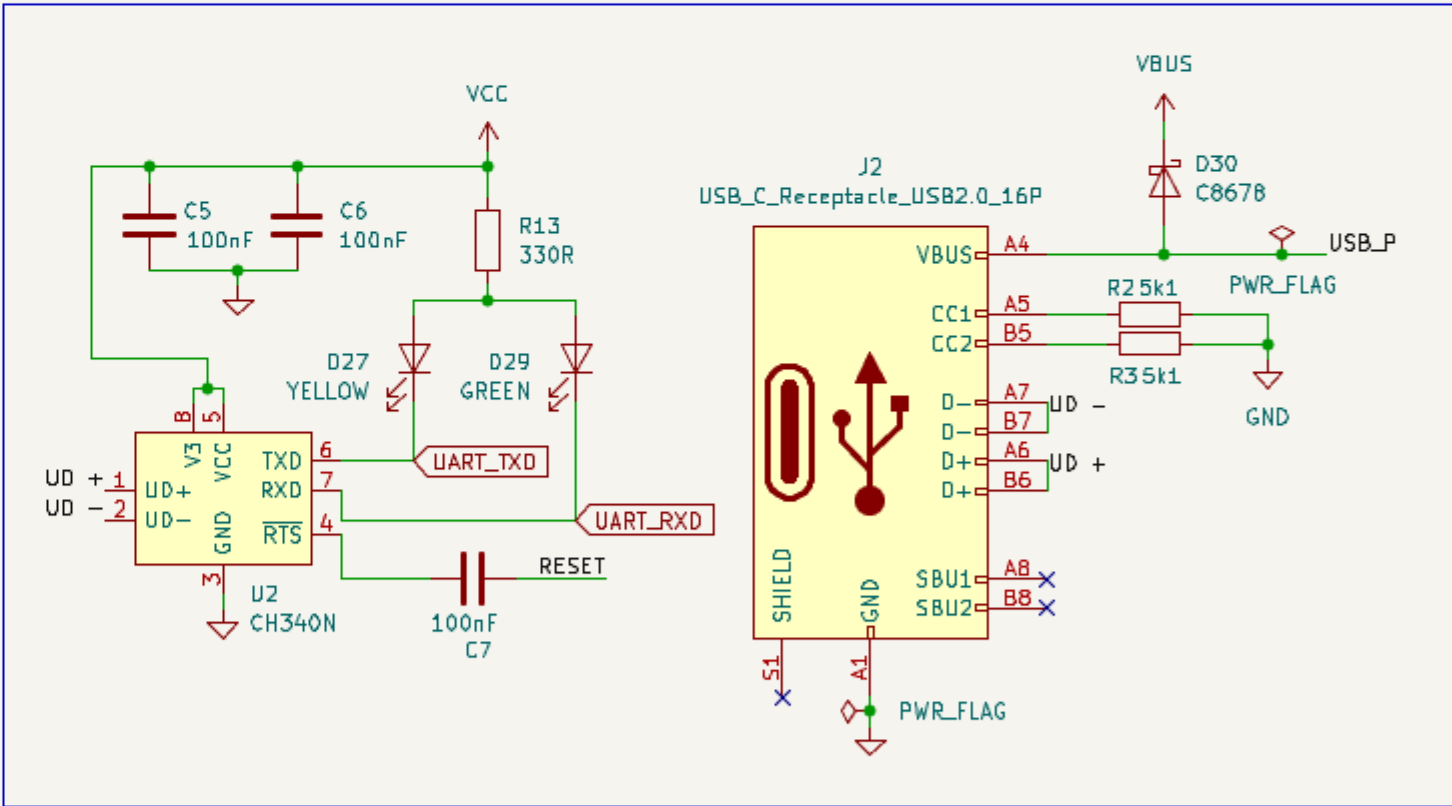 VCC
C5
100nF
C6
100nF
R13
330R
D27
YELLOW
D29
GREEN
8
5
V3
VCC
UD + 1
UD - 2
UD+
UD-
GND
3
TXD
RXD
RTS
6
7
4
UART_TXD
UART_RXD
RESET
U2
CH340N
100nF
C7
J2
USB_C_Receptacle_USB2.0_16P
VBUS
D30
C8678
VBUS
A4
USB_P
PWR_FLAG
CC1
A5
R2 5k1
CC2
B5
R3 5k1
GND
D-
A7
UD -
D-
B7
D+
A6
UD +
D+
B6
SBU1
A8
SBU2
B8
SHIELD
GND
S1
A1
PWR_FLAG